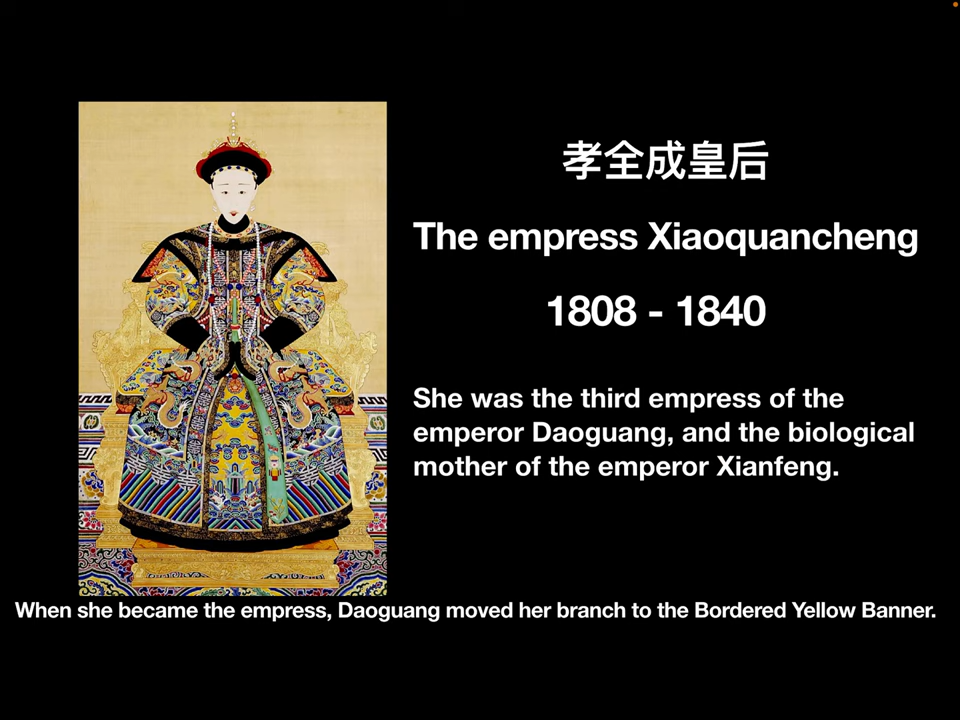 孝全成皇后
The empress Xiaoquancheng
1808 - 1840
She was the third empress of the
emperor Daoguang, and the biological
mother of the emperor Xianfeng.
When she became the empress, Daoguang moved her branch to the Bordered Yellow Banner.